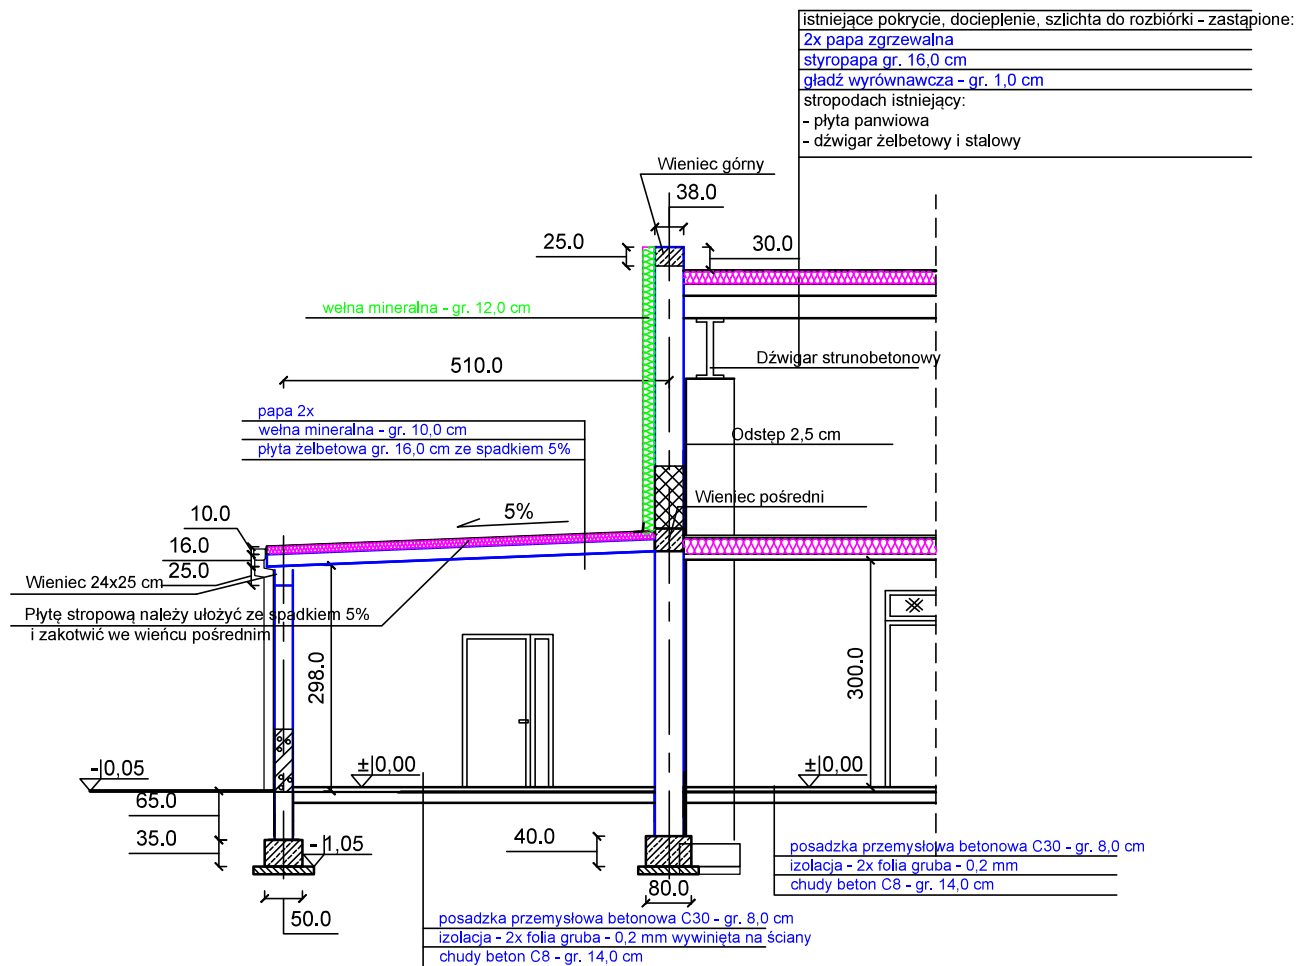 istniejące pokrycie, docieplenie, szlichta do rozbiórki - zastąpione:
2x papa zgrzewalna
styropapa gr. 16,0 cm
gładź wyrównawcza - gr. 1,0 cm
stropodach istniejący:
- płyta panwiowa
- dźwigar żelbetowy i stalowy
Wieniec górny
38.0
25.0
30.0
wełna mineralna - gr. 12,0 cm
Dźwigar strunobetonowy
510.0
papa 2x
wełna mineralna - gr. 10,0 cm
płyta żelbetowa gr. 16,0 cm ze spadkiem 5%
Odstęp 2,5 cm
Wieniec pośredni
5%
10.0
16.0
25.0
Wieniec 24x25 cm
Płytę stropową należy ułożyć ze spadkiem 5%
i zakotwić we wieńcu pośrednim
298.0
300.0
-0,05
±0,00
±0,00
65.0
35.0
-1,05
40.0
80.0
50.0
posadzka przemysłowa betonowa C30 - gr. 8,0 cm
izolacja - 2x folia gruba - 0,2 mm
chudy beton C8 - gr. 14,0 cm
posadzka przemysłowa betonowa C30 - gr. 8,0 cm
izolacja - 2x folia gruba - 0,2 mm wywinięta na ściany
chudy beton C8 - gr. 14,0 cm